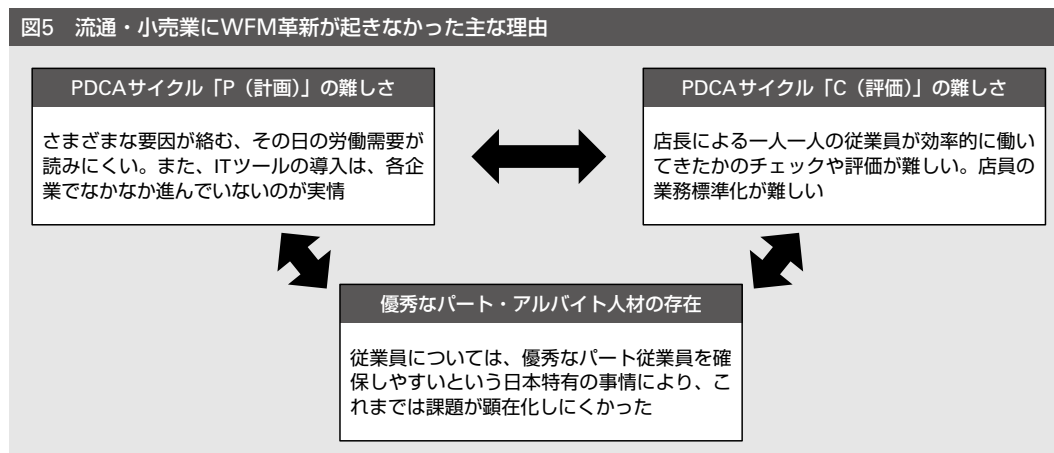 図5　流通・小売業にWFM革新が起きなかった主な理由
PDCAサイクル「P（計画）」の難しさ
さまざまな要因が絡む、その日の労働需要が
読みにくい。また、ITツールの導入は、各企
業でなかなか進んでいないのが実情
PDCAサイクル「C（評価）」の難しさ
店長による一人一人の従業員が効率的に働い
てきたかのチェックや評価が難しい。店員の
業務標準化が難しい
優秀なパート・アルバイト人材の存在
従業員については、優秀なパート従業員を確
保しやすいという日本特有の事情により、こ
れまでは課題が顕在化しにくかった